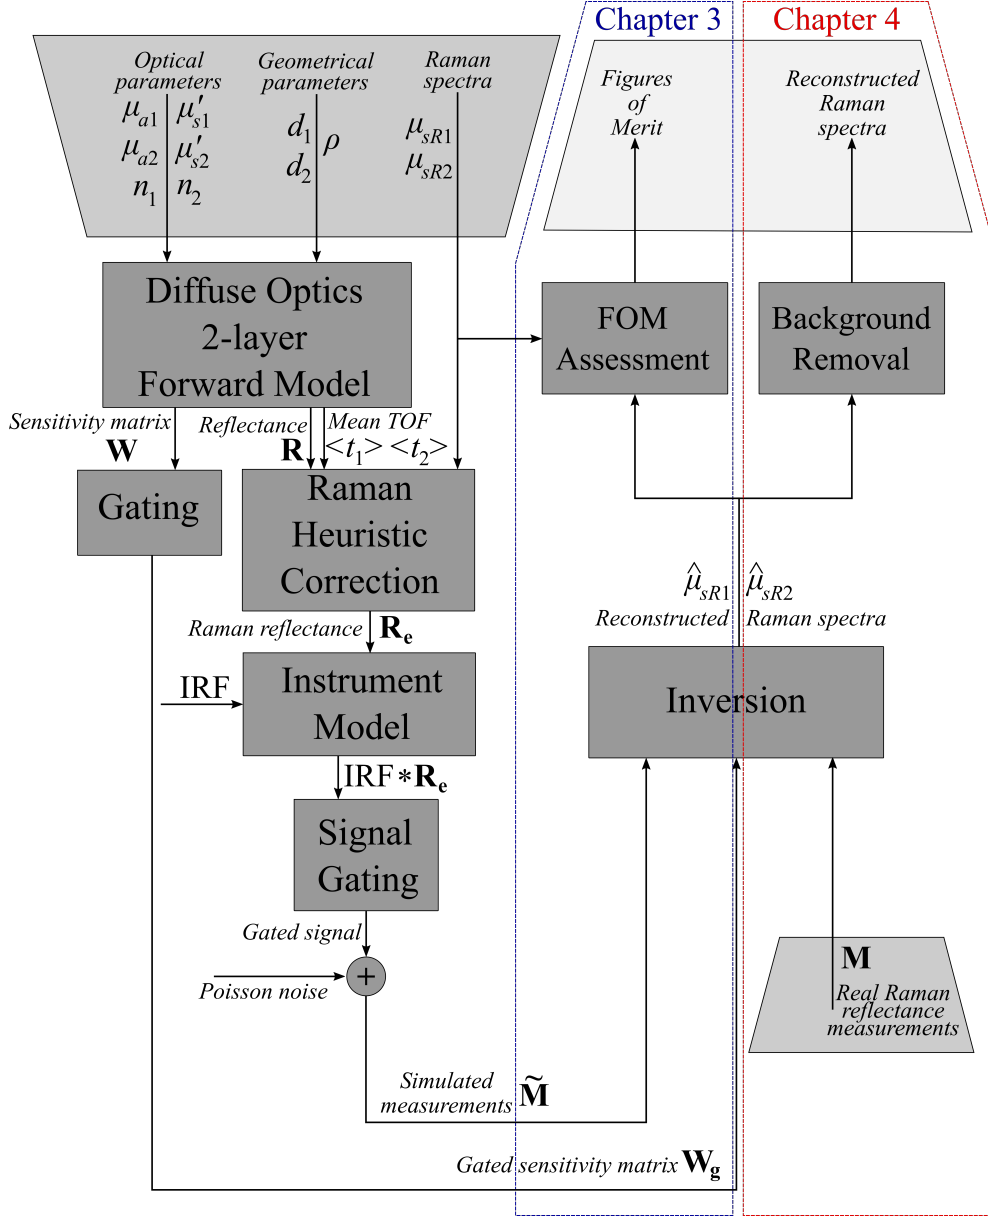 Chapter 3
Chapter 4
Optical
parameters
μa1 μ′s1
μa2 μ′s2
n1 n2
Geometrical
parameters
d1
d2
ρ
Raman
spectra
μsR1
μsR2
Figures
of
Merit
Reconstructed
Raman
spectra
Diffuse Optics
2-layer
Forward Model
FOM
Assessment
Background
Removal
Sensitivity matrix
W
Reflectance
R
Mean TOF
<t1> <t2>
Gating
Raman
Heuristic
Correction
Raman reflectance Re
μ̂sR1 μ̂sR2
Reconstructed Raman spectra
IRF
Instrument
Model
Inversion
IRF * Re
Signal
Gating
Gated signal
+
Poisson noise
M
Real Raman
reflectance
measurements
Simulated
measurements M̃
Gated sensitivity matrix Wg